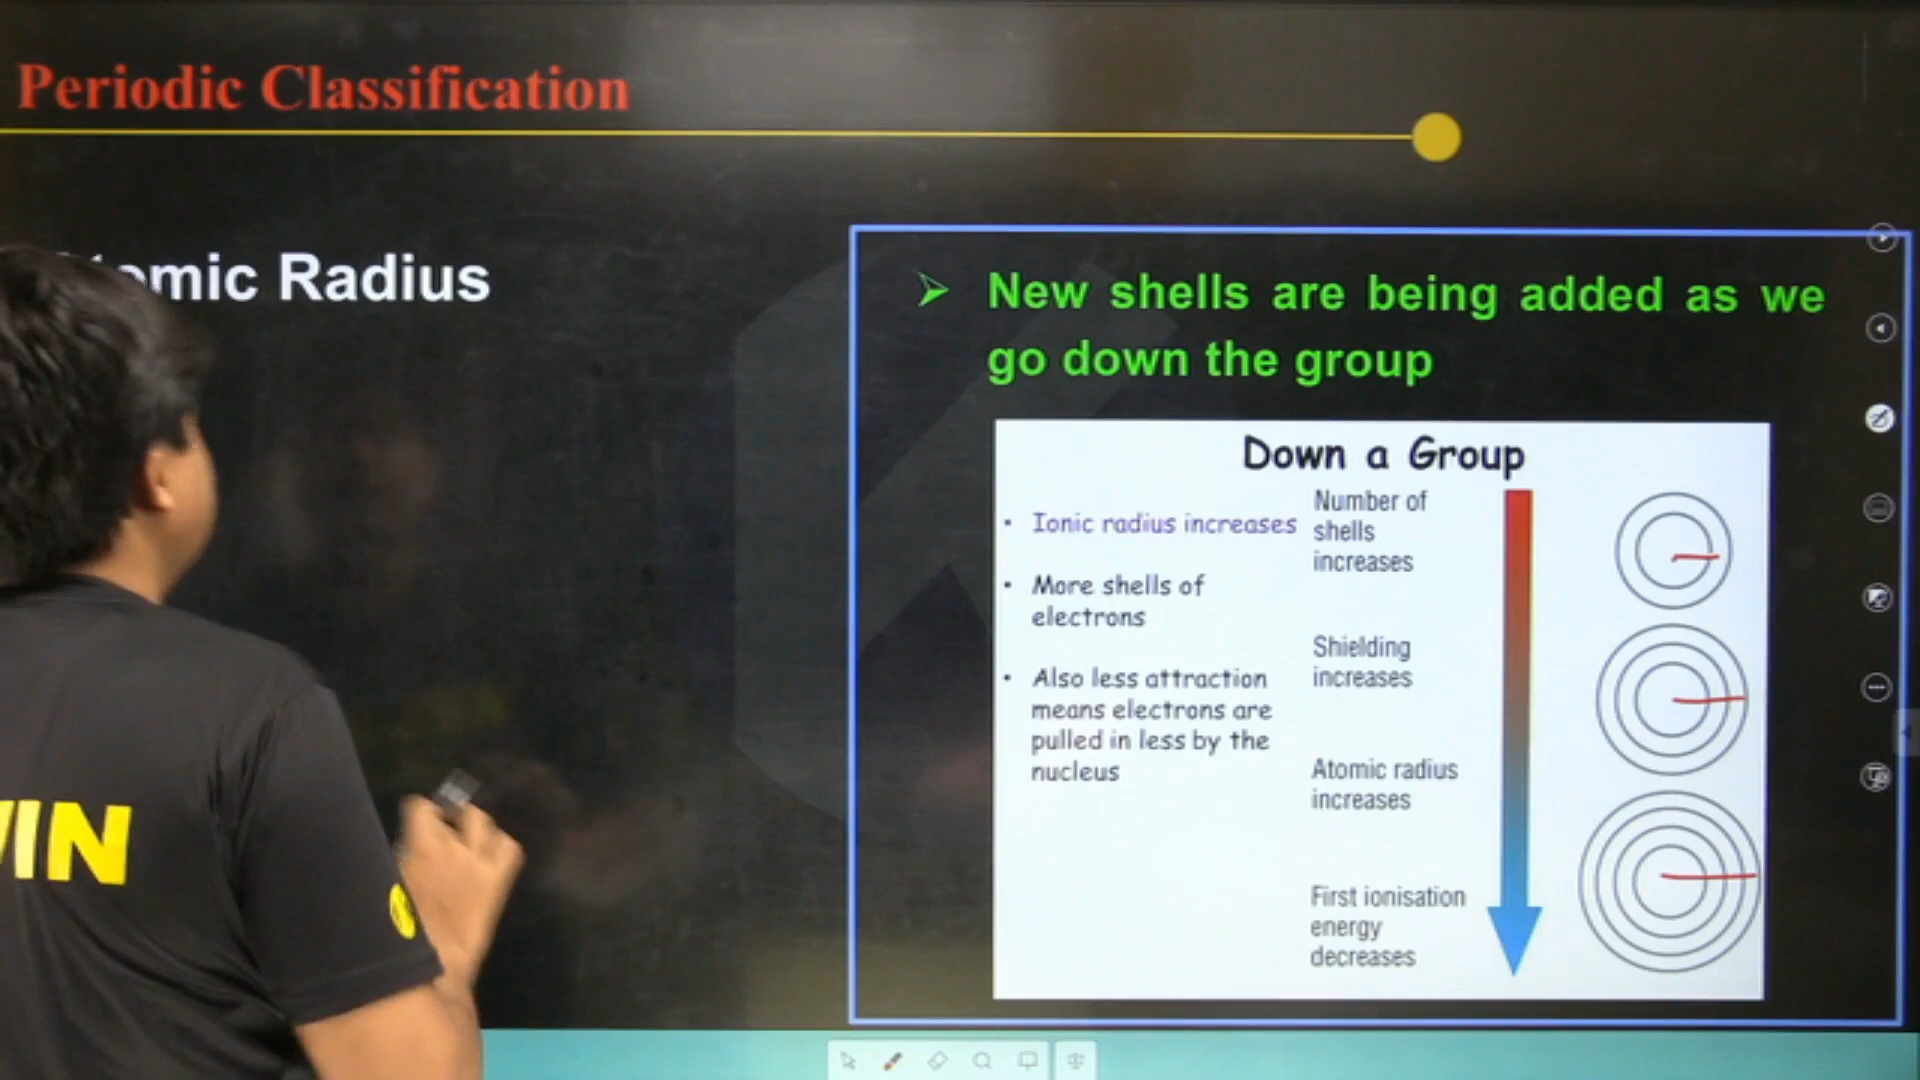 Periodic Classification
Atomic Radius
New shells are being added as we
go down the group
Down a Group
• Ionic radius increases
• More shells of
electrons
• Also less attraction
means electrons are
pulled in less by the
nucleus
Number of
shells
increases
Shielding
increases
Atomic radius
increases
First ionisation
energy
decreases
IN